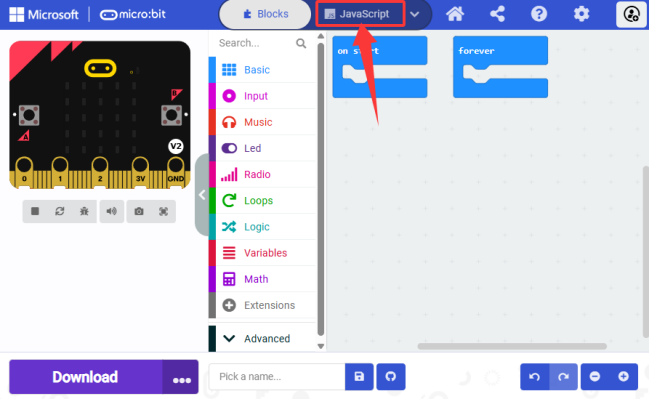 Microsoft micro:bit Blocks JavaScript
Search...
Basic
Input
Music
Led
Radio
Loops
Logic
Variables
Math
Extensions
Advanced
on start
forever
B
A
V2
0 1 2 3V GND
Download
Pick a name...